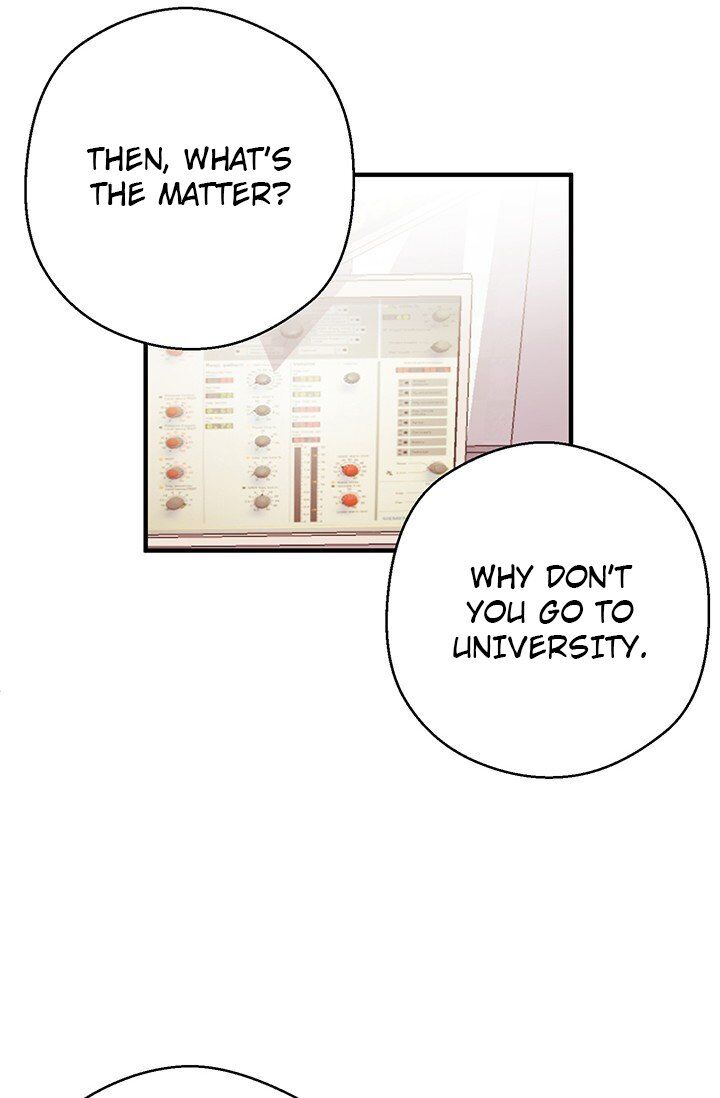 THEN, WHAT'S
THE MATTER?
WHY DON'T
YOU GO TO
UNIVERSITY.